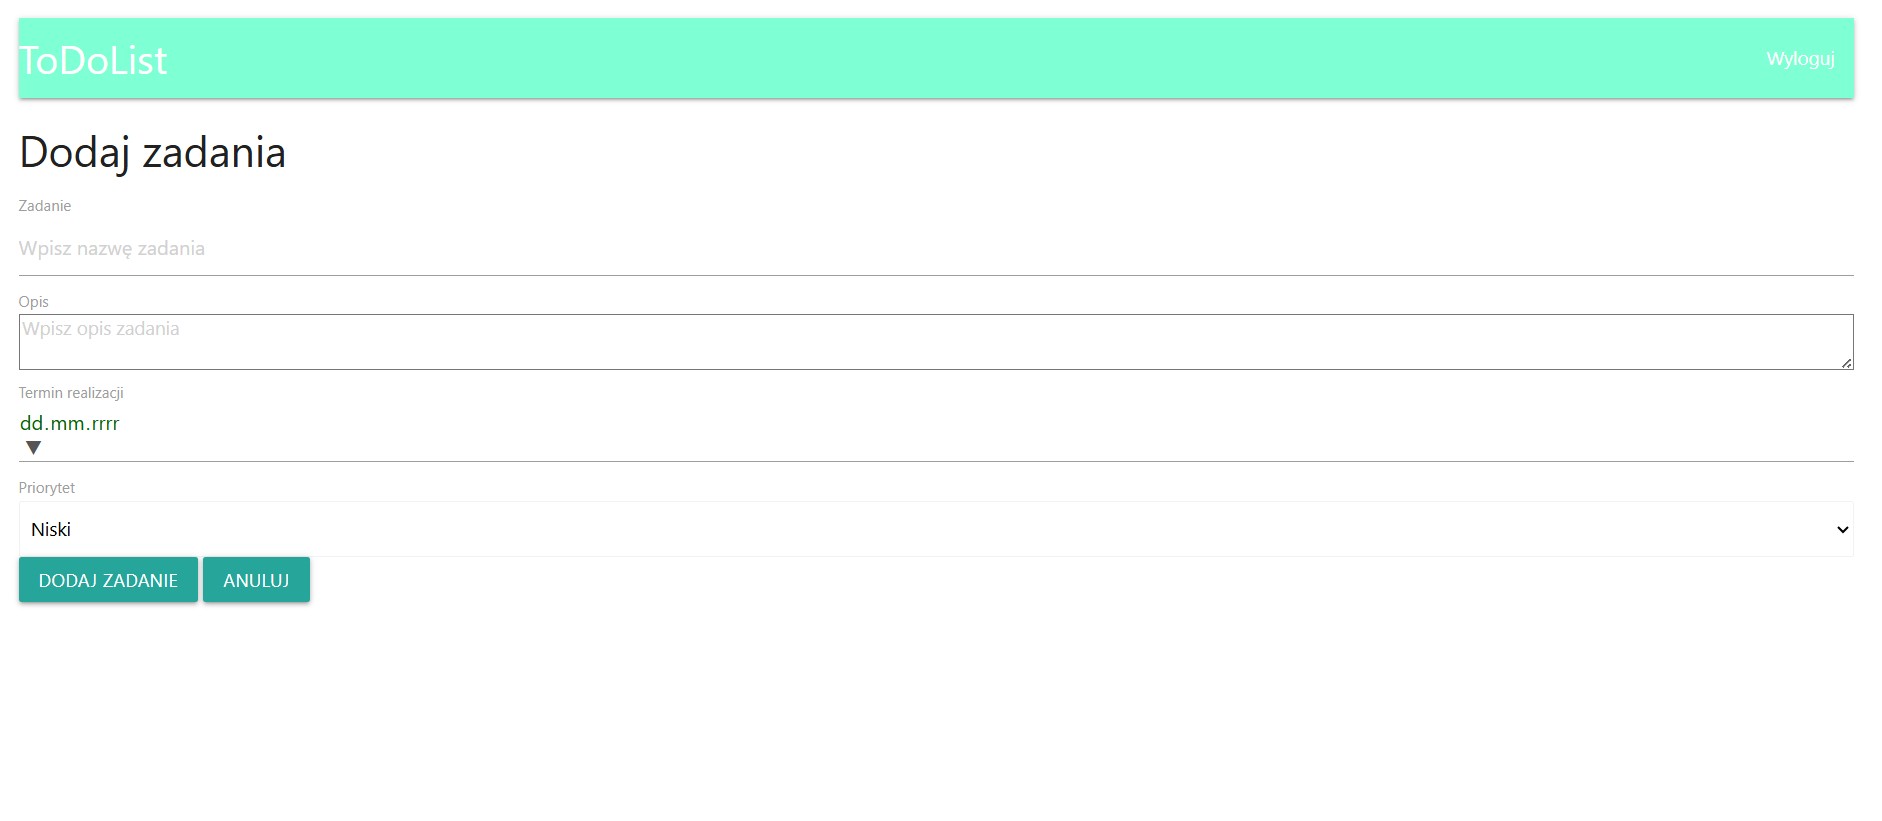 ToDoList
Wyloguj
Dodaj zadania
Zadanie
Wpisz nazwę zadania
Opis
Wpisz opis zadania
Termin realizacji
dd.mm.rrrr
Priorytet
Niski
DODAJ ZADANIE
ANULUJ